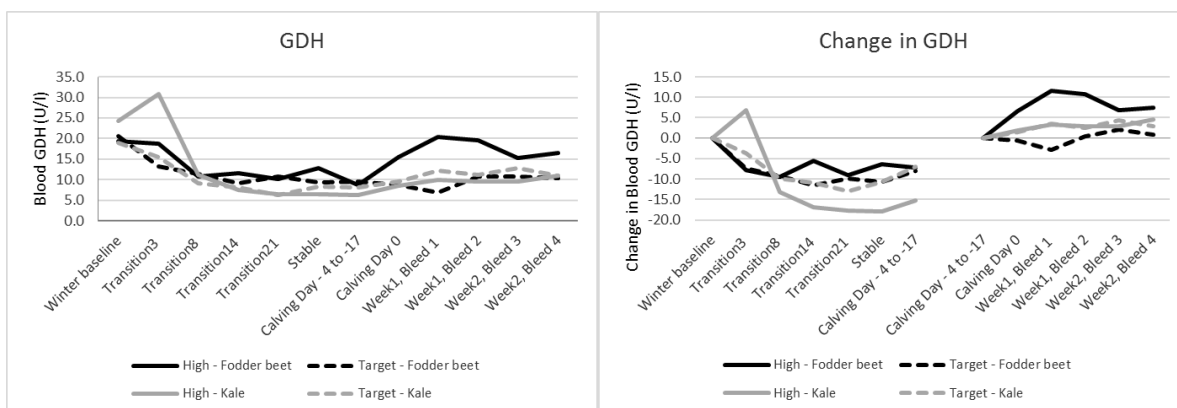 GDH
Blood GDH (U/l)
35.0
30.0
25.0
20.0
15.0
10.0
5.0
0.0
Winter baseline
Transition3
Transition8
Transition14
Transition21
Stable
Calving Day - 4 to -17
Calving Day 0
Week1, Bleed 1
Week1, Bleed 2
Week2, Bleed 3
Week2, Bleed 4
High - Fodder beet
Target - Fodder beet
High - Kale
Target - Kale
Change in GDH
Change in Blood GDH (U/l)
15.0
10.0
5.0
0.0
-5.0
-10.0
-15.0
-20.0
Winter baseline
Transition3
Transition8
Transition14
Transition21
Stable
Calving Day - 4 to -17
Calving Day - 4 to -17
Calving Day 0
Week1, Bleed 1
Week1, Bleed 2
Week2, Bleed 3
Week2, Bleed 4
High - Fodder beet
Target - Fodder beet
High - Kale
Target - Kale